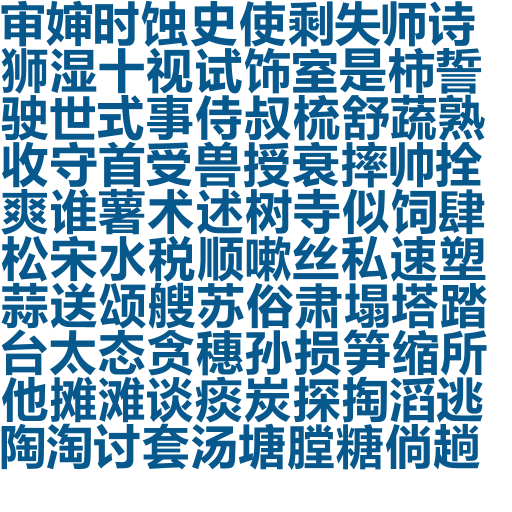 审婶时蚀史使剩失师诗
狮湿十视试饰室是柿誓
驶世式事侍叔梳舒蔬熟
收守首受兽授衰摔帅拴
爽谁薯术述树寺似饲肆
松宋水税顺嗽丝私速塑
蒜送颂艘苏俗肃塌塔踏
台太态贪穗孙损笋缩所
他摊滩谈痰炭探掏滔逃
陶淘讨套汤塘膛糖倘趟